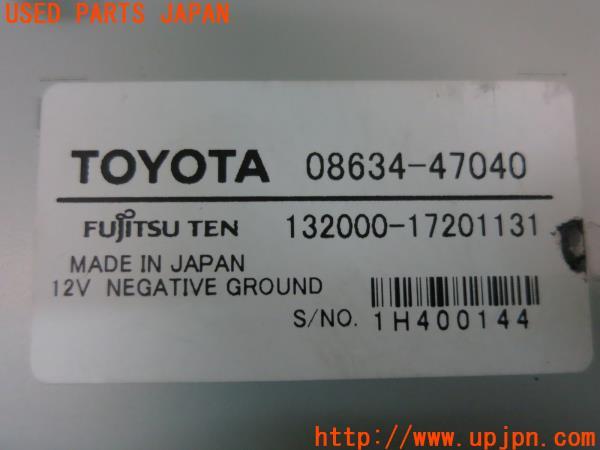 USED PARTS JAPAN
TOYOTA 08634-47040
FUJITSU TEN 132000-17201131
MADE IN JAPAN
12V NEGATIVE GROUND
S/NO. 1H400144
UPJ
http://www.upjpn.com